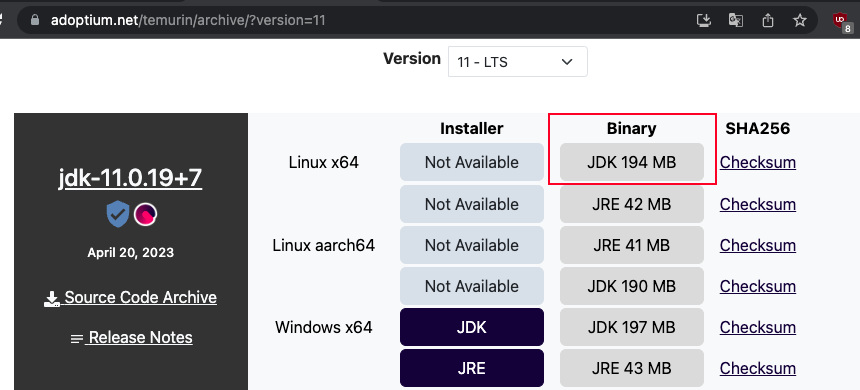 adoptium.net/temurin/archive/?version=11
8
Version 11 - LTS
Installer Binary SHA256
jdk-11.0.19+7
April 20, 2023
Source Code Archive
Release Notes
Linux x64 Not Available JDK 194 MB Checksum
Not Available JRE 42 MB Checksum
Linux aarch64 Not Available JRE 41 MB Checksum
Not Available JDK 190 MB Checksum
Windows x64 JDK JDK 197 MB Checksum
JRE JRE 43 MB Checksum